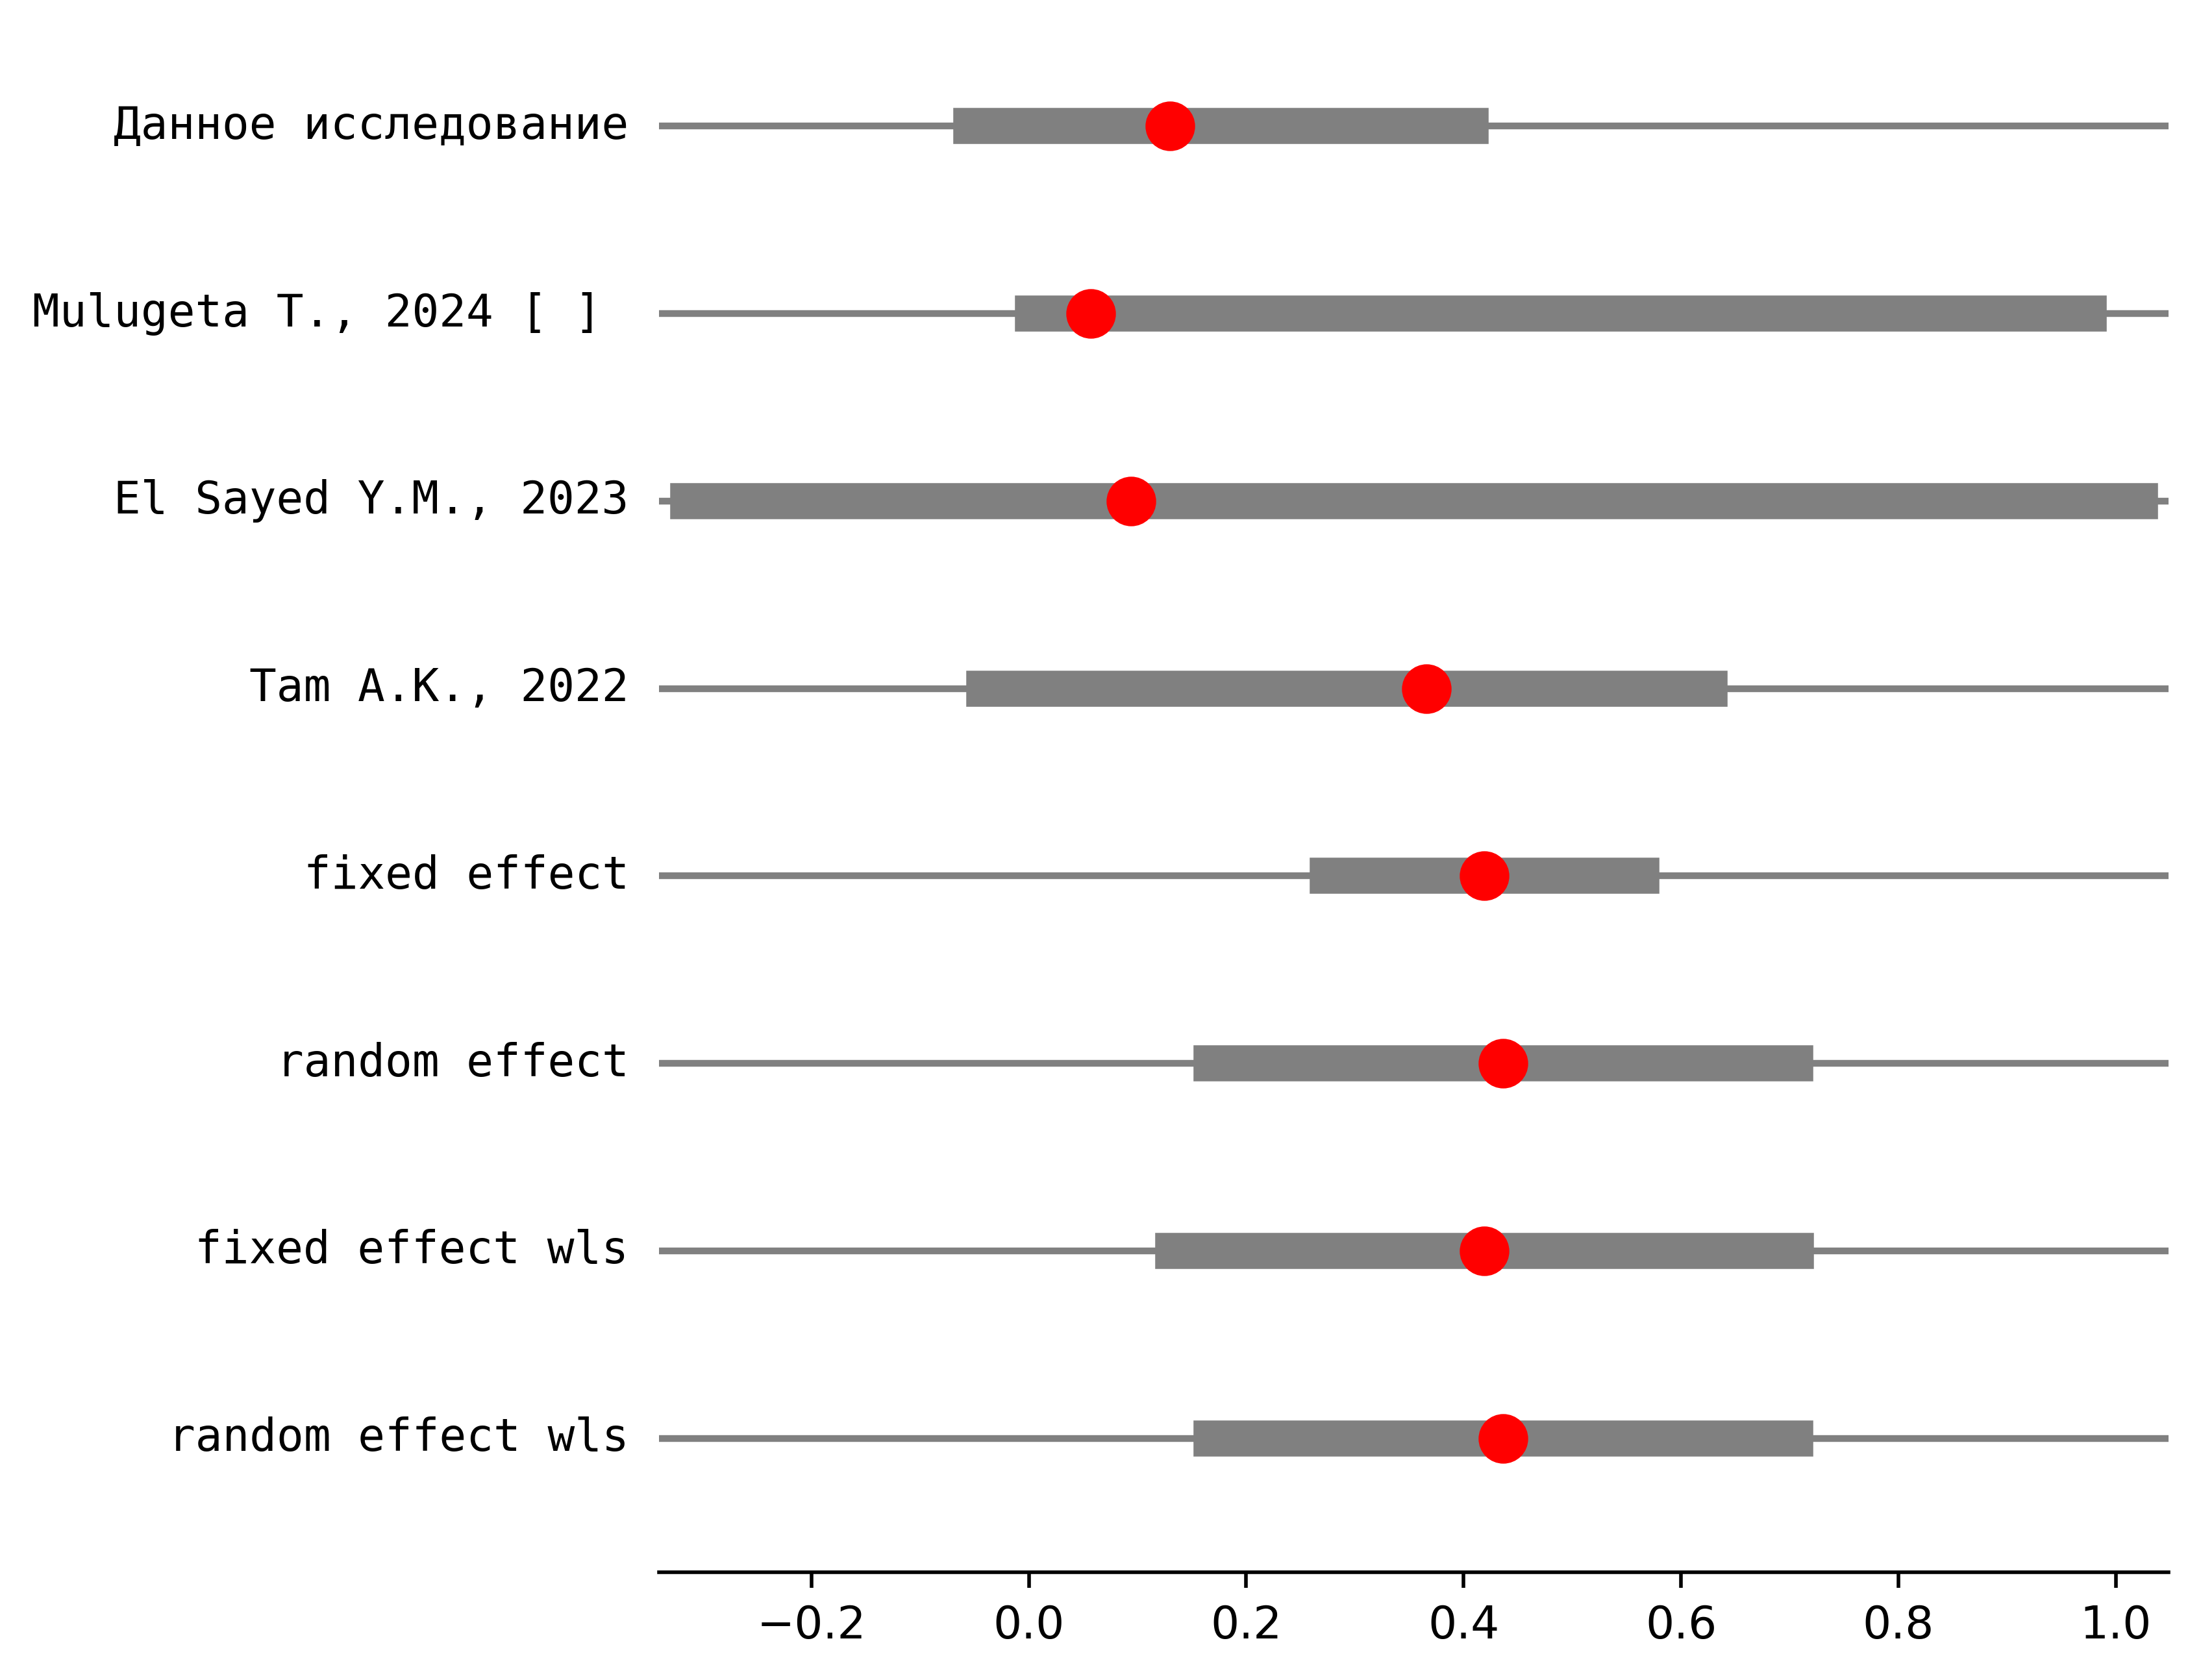 Данное исследование
Mulugeta T., 2024 [ ]
El Sayed Y.M., 2023
Tam A.K., 2022
fixed effect
random effect
fixed effect wls
random effect wls
−0.2 0.0 0.2 0.4 0.6 0.8 1.0